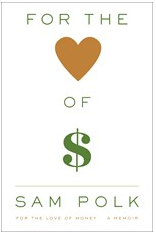 FOR THE
OF
$
SAM POLK
FOR THE LOVE OF MONEY A MEMOIR